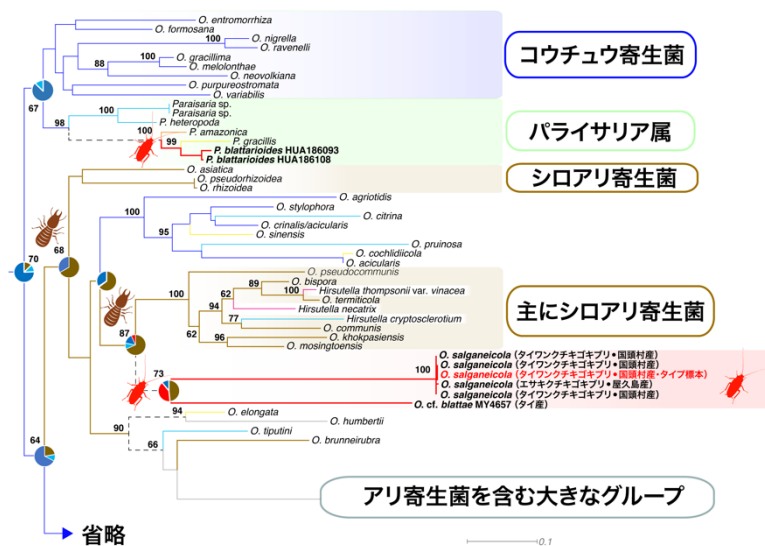 O. entromorrhiza
O. formosana
100
O. nigrella
O. ravenelli
O. gracillima
100
88
O. melolonthae
O. neovolkiana
O. purpureostromata
O. variabilis
コウチュウ寄生菌
67
Paraisaria sp.
100
Paraisaria sp.
98
P. heteropoda
100
P. amazonica
P. gracillis
99
P. blattarioides HUA186093
P. blattarioides HUA186108
パライサリア属
O. asiatica
O. pseudorhizoidea
O. rhizoidea
シロアリ寄生菌
68
70
O. agriotidis
100
O. stylophora
O. citrina
95
O. crinalis/acicularis
O. sinensis
O. pruinosa
O. cochlidiicola
O. acicularis
O. pseudocommunis
100
O. bispora
89
Hirsutella thompsonii var. vinacea
100
62
O. termiticola
94
Hirsutella necatrix
77
Hirsutella cryptosclerotium
62
O. communis
96
O. khokpasiensis
O. mosingtoensis
主にシロアリ寄生菌
87
73
100
O. salganeicola (タイワンクチキゴキブリ•国頭村産)
O. salganeicola (タイワンクチキゴキブリ•国頭村産)
O. salganeicola (タイワンクチキゴキブリ•国頭村産・タイプ標本)
O. salganeicola (エサキクチキゴキブリ•屋久島産)
O. salganeicola (タイワンクチキゴキブリ•国頭村産)
O. cf. blattae MY4657 (タイ産)
94
O. elongata
O. humbertii
90
66
O. tiputini
O. brunneirubra
64
アリ寄生菌を含む大きなグループ
省略
0.1